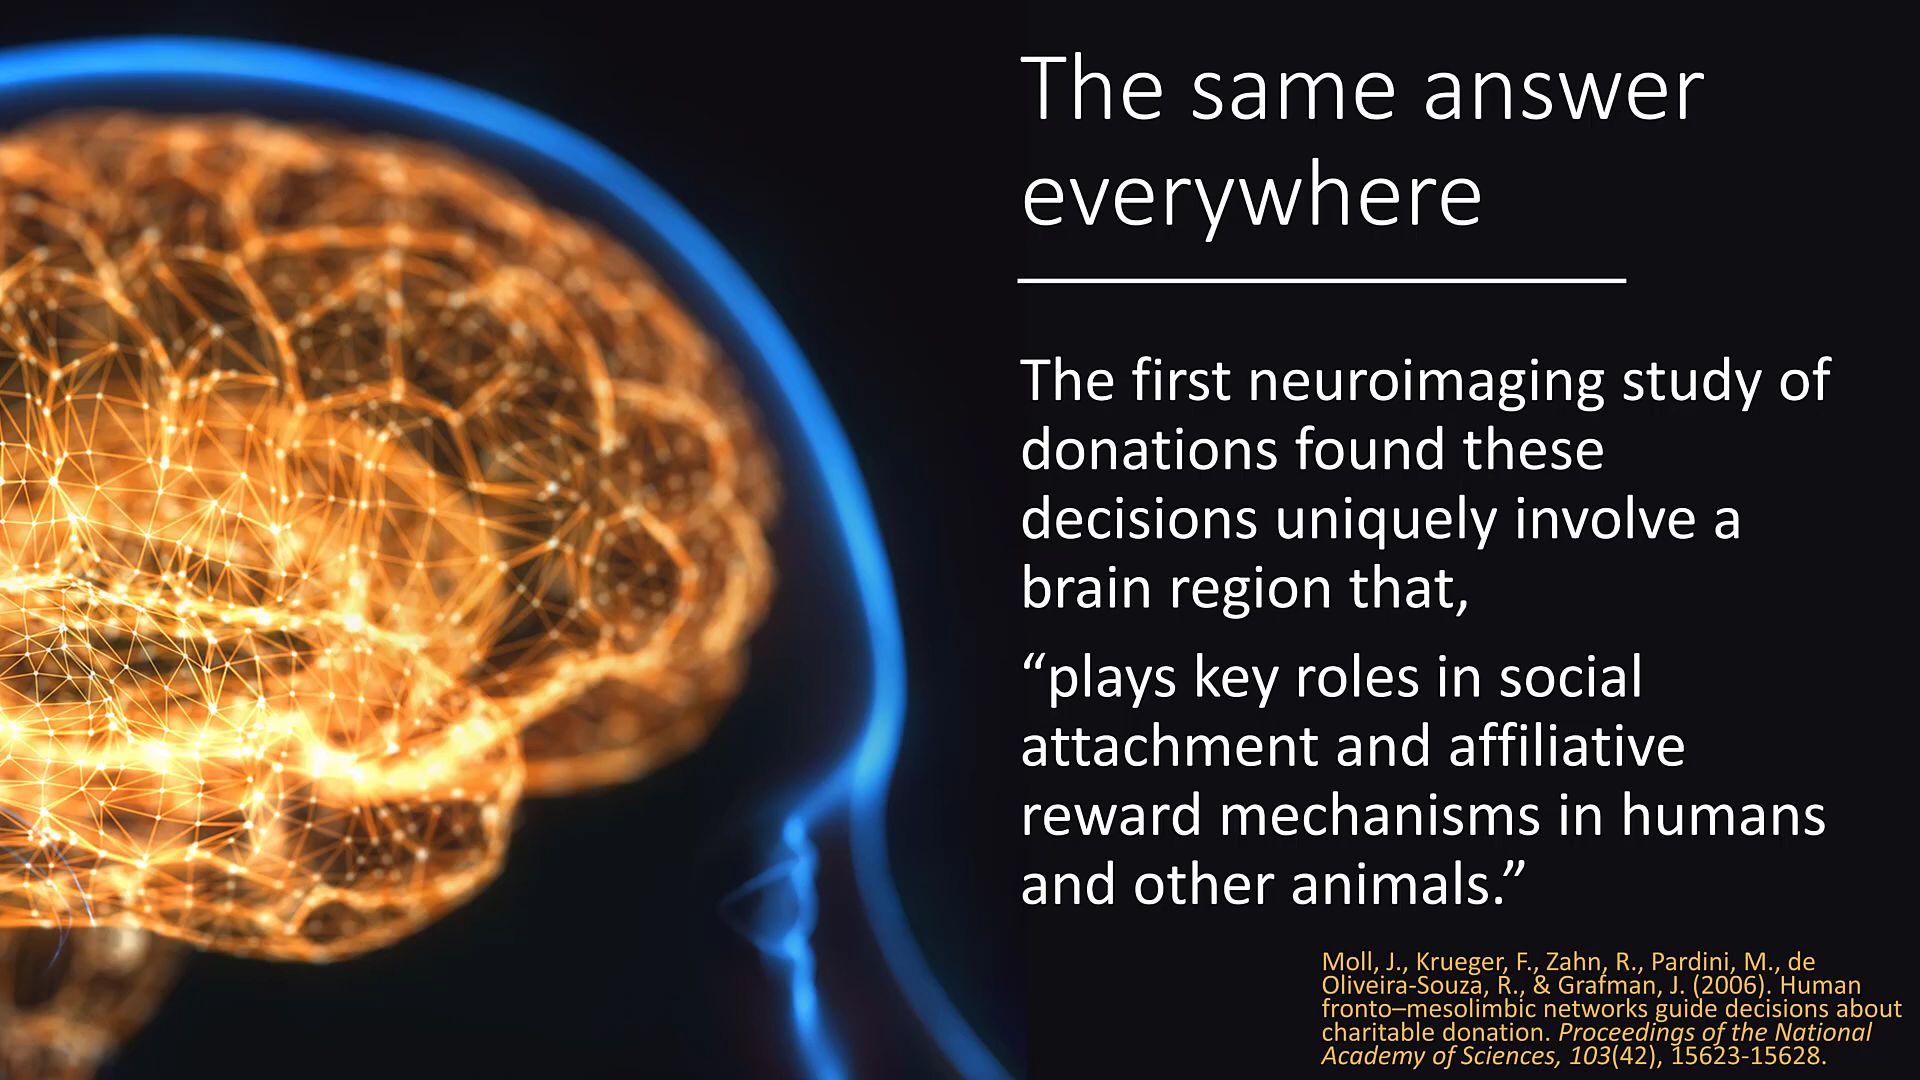 The same answer
everywhere
The first neuroimaging study of
donations found these
decisions uniquely involve a
brain region that,
“plays key roles in social
attachment and affiliative
reward mechanisms in humans
and other animals.”
Moll, J., Krueger, F., Zahn, R., Pardini, M., de
Oliveira-Souza, R., & Grafman, J. (2006). Human
fronto–mesolimbic networks guide decisions about
charitable donation. Proceedings of the National
Academy of Sciences, 103(42), 15623-15628.